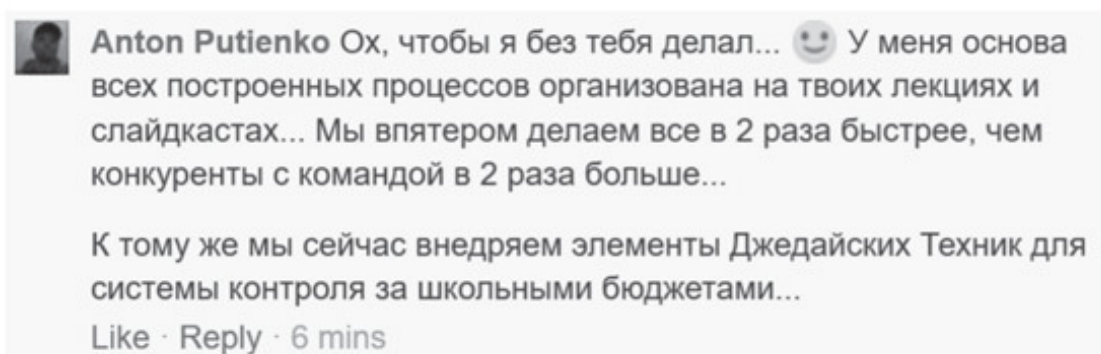 Anton Putienko Ох, чтобы я без тебя делал... У меня основа
всех построенных процессов организована на твоих лекциях и
слайдкастах... Мы впятером делаем все в 2 раза быстрее, чем
конкуренты с командой в 2 раза больше...
К тому же мы сейчас внедряем элементы Джедайских Техник для
системы контроля за школьными бюджетами...
Like · Reply · 6 mins